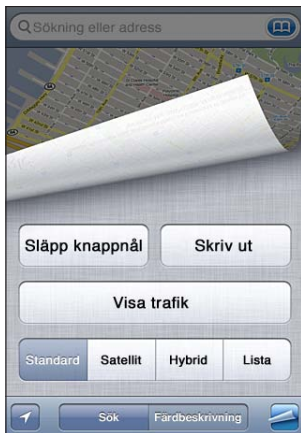 Sökning eller adress
Släpp knappnål Skriv ut
Visa trafik
Standard Satellit Hybrid Lista
Sök Färdbeskrivning